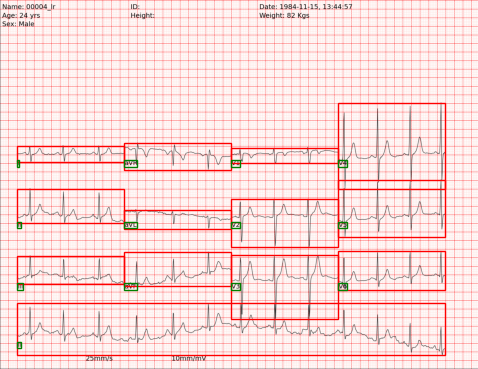 Name: 00004_lr ID: Date: 1984-11-15, 13:44:57
Age: 24 yrs Height: Weight: 82 Kgs
Sex: Male
I aVR V1 V4
II aVL V2 V5
III aVF V3 V6
II
25mm/s 10mm/mV